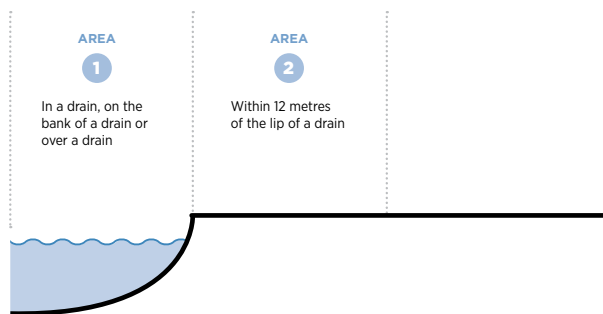 AREA
1
In a drain, on the
bank of a drain or
over a drain
AREA
2
Within 12 metres
of the lip of a drain